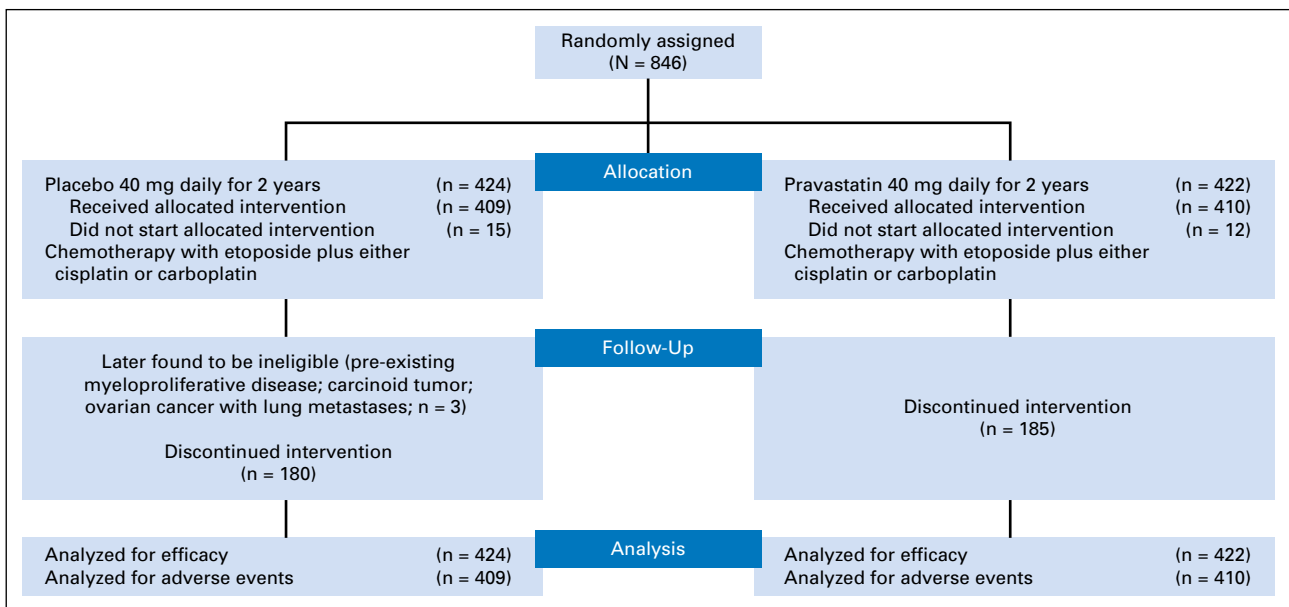 Randomly assigned
(N = 846)
Allocation
Placebo 40 mg daily for 2 years (n = 424)
Received allocated intervention (n = 409)
Did not start allocated intervention (n = 15)
Chemotherapy with etoposide plus either
cisplatin or carboplatin
Pravastatin 40 mg daily for 2 years (n = 422)
Received allocated intervention (n = 410)
Did not start allocated intervention (n = 12)
Chemotherapy with etoposide plus either
cisplatin or carboplatin
Follow-Up
Later found to be ineligible (pre-existing
myeloproliferative disease; carcinoid tumor;
ovarian cancer with lung metastases; n = 3)
Discontinued intervention
(n = 180)
Discontinued intervention
(n = 185)
Analysis
Analyzed for efficacy (n = 424)
Analyzed for adverse events (n = 409)
Analyzed for efficacy (n = 422)
Analyzed for adverse events (n = 410)